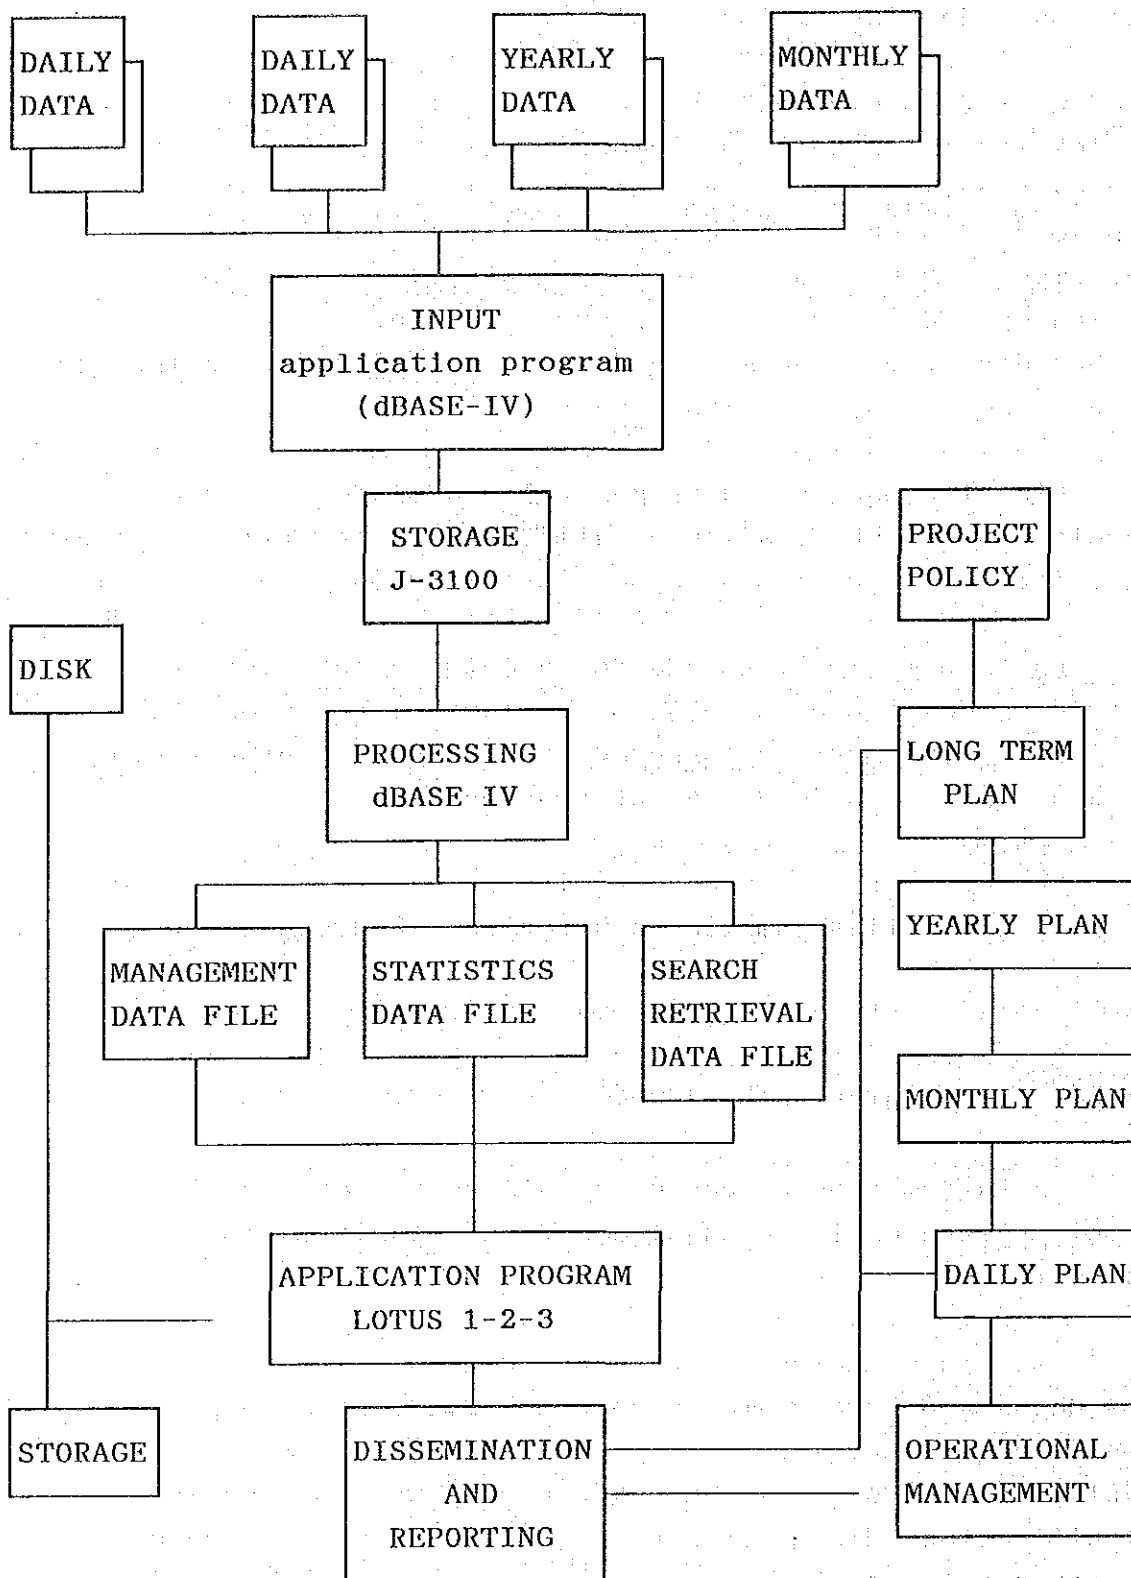 DAILY
DATA
DAILY
DATA
YEARLY
DATA
MONTHLY
DATA
INPUT
application program
(dBASE-IV)
STORAGE
J-3100
PROJECT
POLICY
DISK
PROCESSING
dBASE IV
LONG TERM
PLAN
YEARLY PLAN
MANAGEMENT
DATA FILE
STATISTICS
DATA FILE
SEARCH
RETRIEVAL
DATA FILE
MONTHLY PLAN
APPLICATION PROGRAM
LOTUS 1-2-3
DAILY PLAN
STORAGE
DISSEMINATION
AND
REPORTING
OPERATIONAL
MANAGEMENT